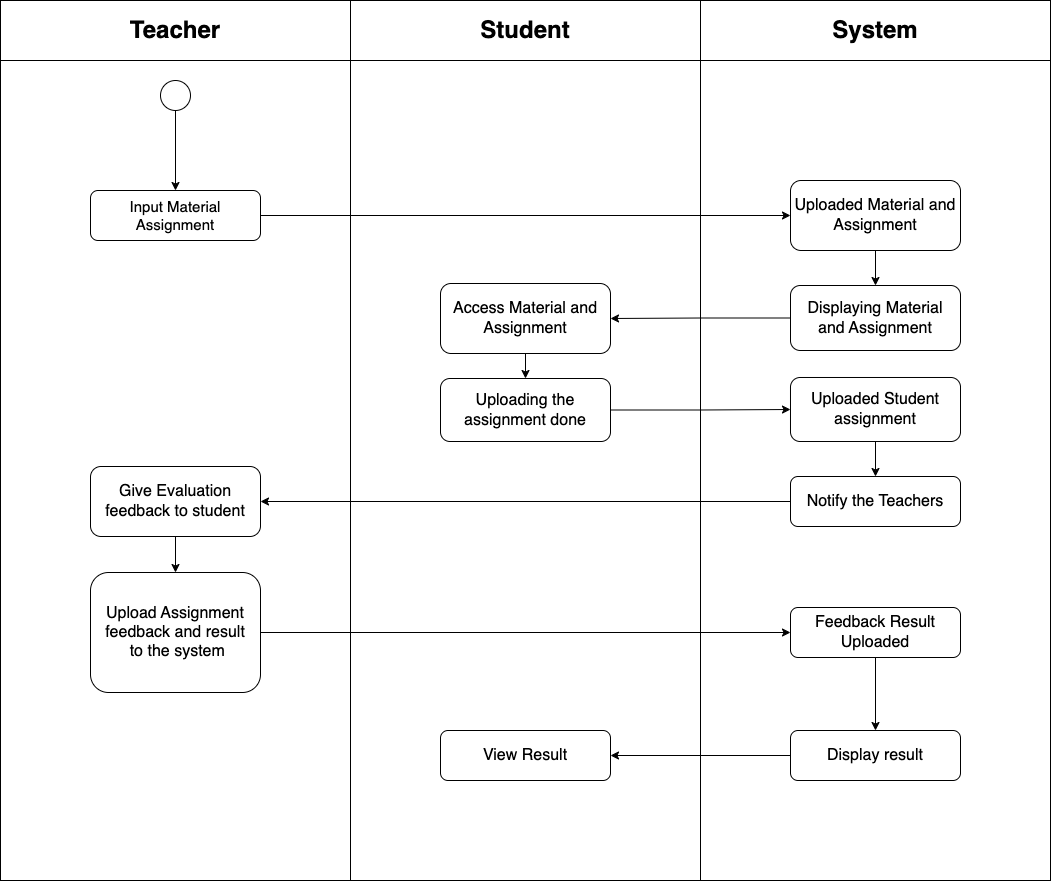 Teacher
Student
System
Input Material
Assignment
Uploaded Material and
Assignment
Access Material and
Assignment
Displaying Material
and Assignment
Uploading the
assignment done
Uploaded Student
assignment
Give Evaluation
feedback to student
Notify the Teachers
Upload Assignment
feedback and result
to the system
Feedback Result
Uploaded
View Result
Display result